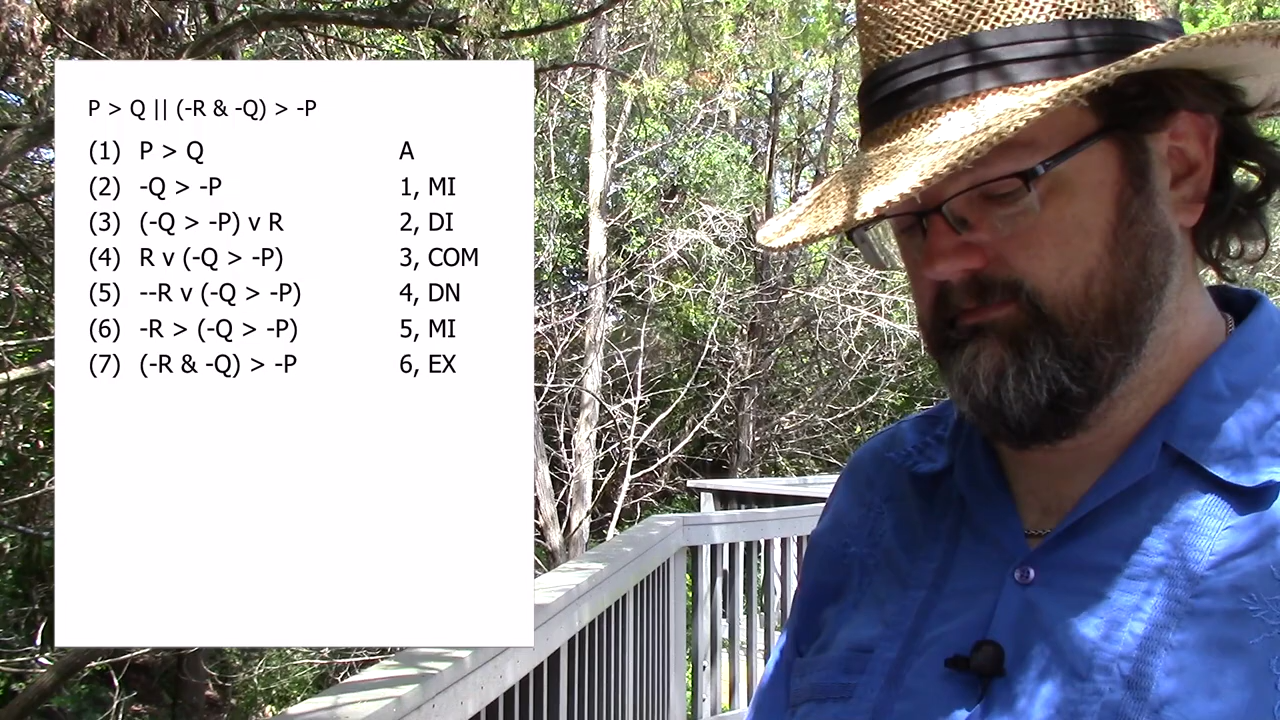 P > Q || (-R & -Q) > -P
(1) P > Q A
(2) -Q > -P 1, MI
(3) (-Q > -P) v R 2, DI
(4) R v (-Q > -P) 3, COM
(5) --R v (-Q > -P) 4, DN
(6) -R > (-Q > -P) 5, MI
(7) (-R & -Q) > -P 6, EX